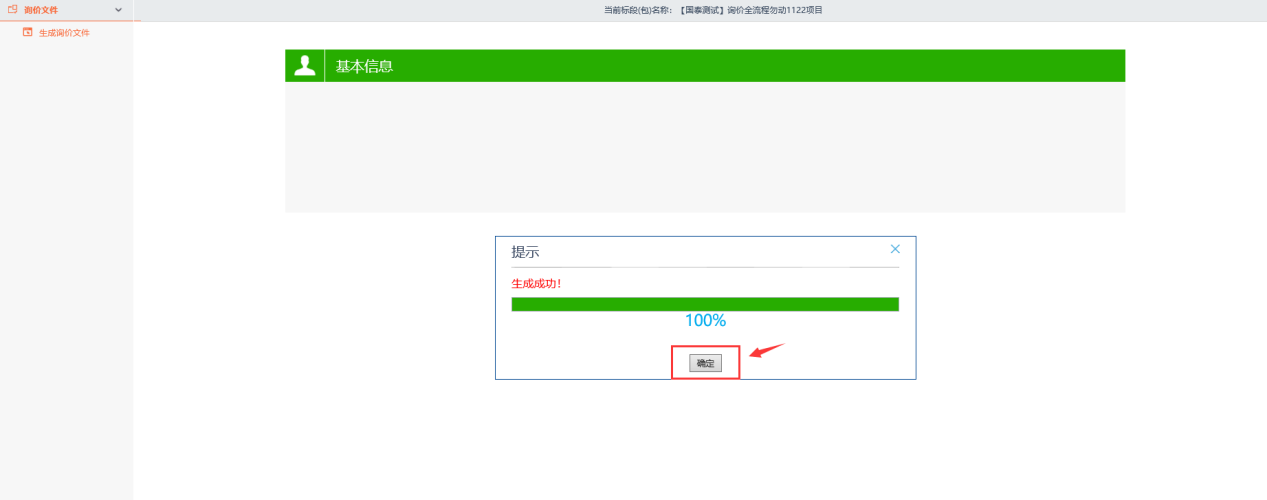 询价文件
当前标段(包)名称：【国泰测试】询价全流程勿动1122项目
生成询价文件
基本信息
提示
生成成功！
100%
确定